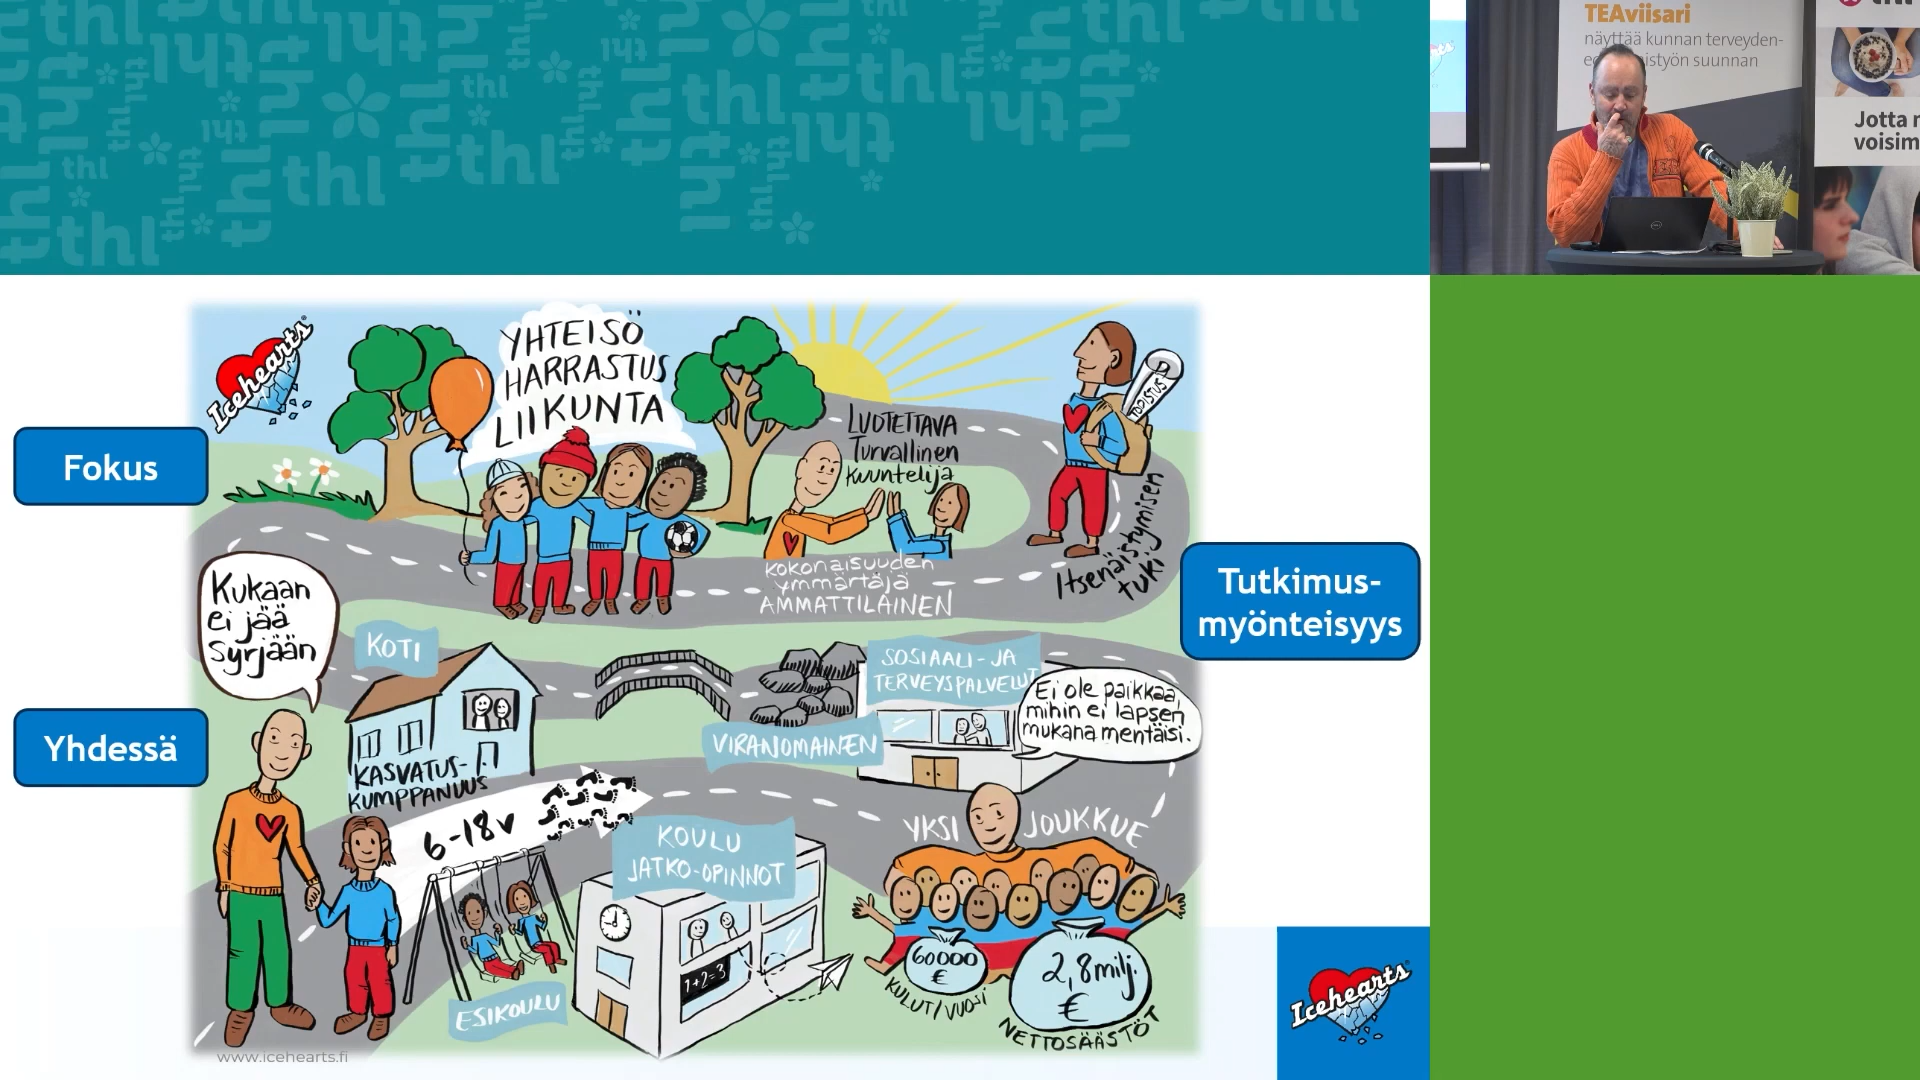 thl
TEAviisari
näyttää kunnan terveyden-
suunnan
Jotta
voisim
Icehearts
YHTEISÖ
HARRASTUS
LIIKUNTA
LUOTETTAVA
Turvallinen
kuuntelija
TODISTUS
Fokus
kokonaisuuden
ymmärtäjä
AMMATTILAINEN
Itsenäistymisen
tuki
Tutkimus-
myönteisyys
Kukaan
ei jää
syrjään
KOTI
SOSIAALI- JA
TERVEYSPALVELUT
Ei ole paikkaa,
mihin ei lapsen
mukana mentäisi.
VIRANOMAINEN
Yhdessä
KASVATUS-
KUMPPANUUS
6-18v
YKSI JOUKKUE
KOULU
JATKO-OPINNOT
1+2=3
60000
€
KULUT/VUOSI
2,8milj.
€
NETTOSÄÄSTÖT
ESIKOULU
www.icehearts.fi
Icehearts